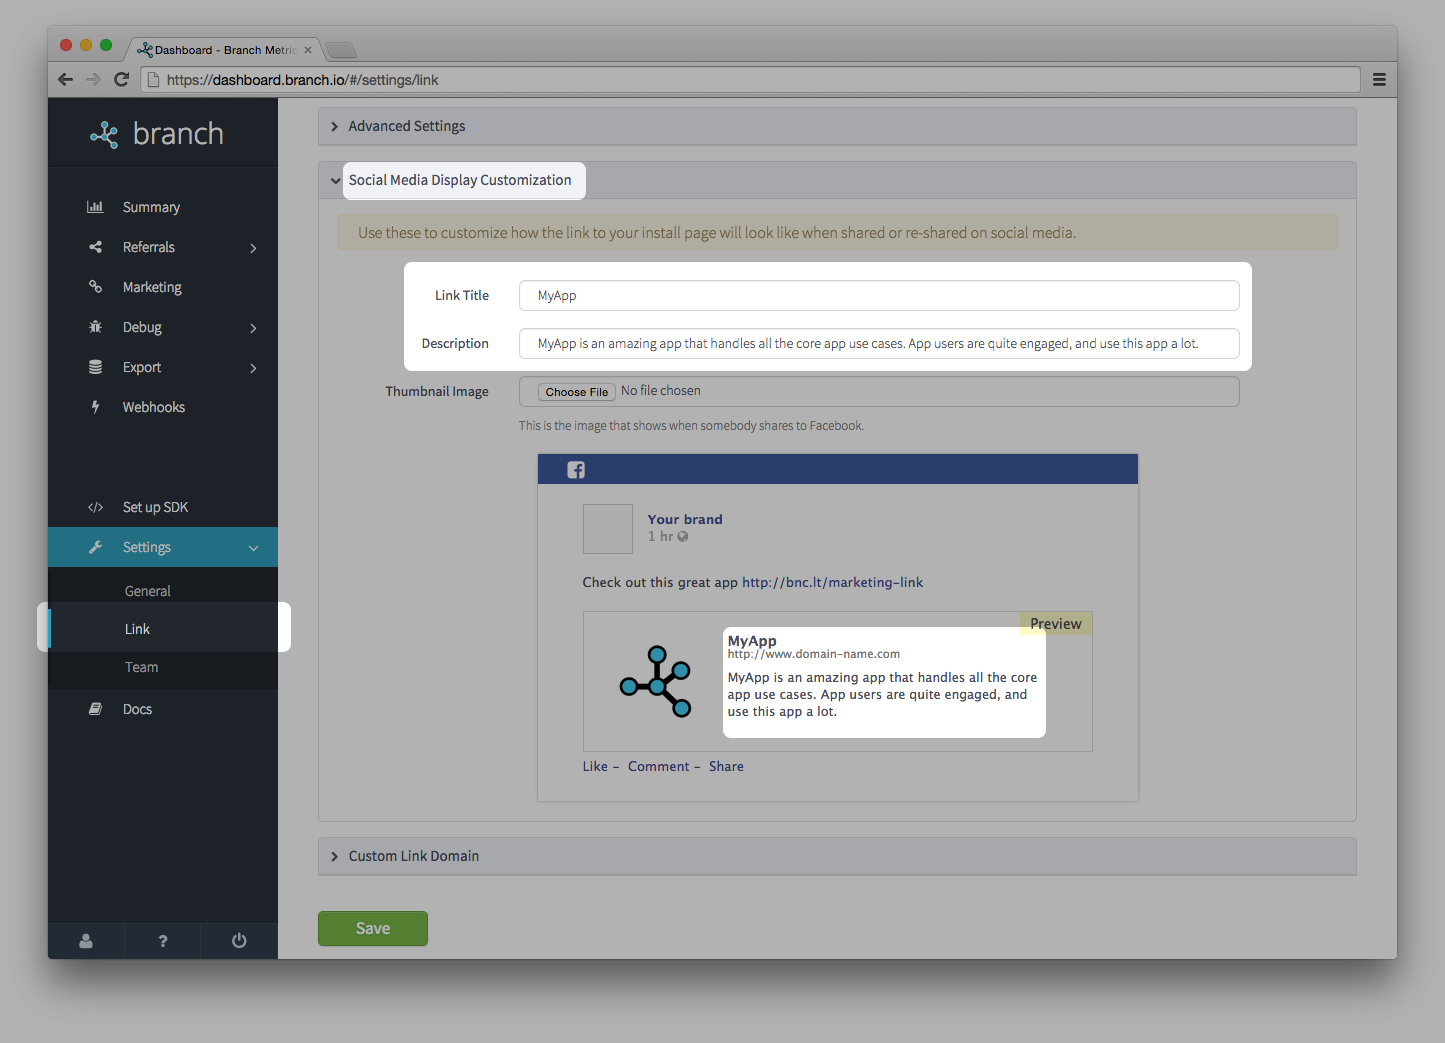 Dashboard - Branch Metric
https://dashboard.branch.io/#/settings/link
branch
Summary
Referrals
Marketing
Debug
Export
Webhooks
Set up SDK
Settings
General
Link
Team
Docs
?
Advanced Settings
Social Media Display Customization
Use these to customize how the link to your install page will look like when shared or re-shared on social media.
Link Title MyApp
Description MyApp is an amazing app that handles all the core app use cases. App users are quite engaged, and use this app a lot.
Thumbnail Image Choose File No file chosen
This is the image that shows when somebody shares to Facebook.
Your brand
1 hr
Check out this great app http://bnc.lt/marketing-link
Preview
MyApp
http://www.domain-name.com
MyApp is an amazing app that handles all the core
app use cases. App users are quite engaged, and
use this app a lot.
Like - Comment - Share
Custom Link Domain
Save